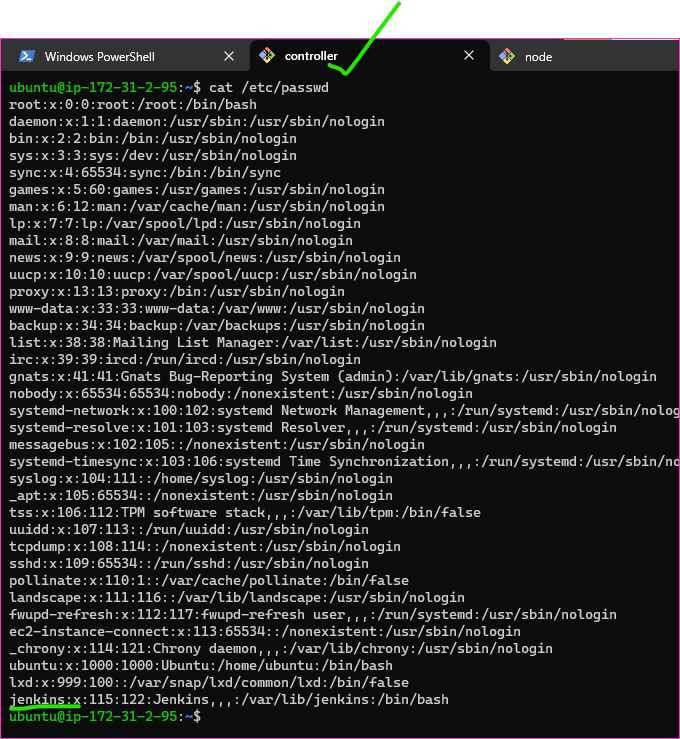 Windows PowerShell
controller
node
ubuntu@ip-172-31-2-95:~$ cat /etc/passwd
root:x:0:0:root:/root:/bin/bash
daemon:x:1:1:daemon:/usr/sbin:/usr/sbin/nologin
bin:x:2:2:bin:/bin:/usr/sbin/nologin
sys:x:3:3:sys:/dev:/usr/sbin/nologin
sync:x:4:65534:sync:/bin:/bin/sync
games:x:5:60:games:/usr/games:/usr/sbin/nologin
man:x:6:12:man:/var/cache/man:/usr/sbin/nologin
lp:x:7:7:lp:/var/spool/lpd:/usr/sbin/nologin
mail:x:8:8:mail:/var/mail:/usr/sbin/nologin
news:x:9:9:news:/var/spool/news:/usr/sbin/nologin
uucp:x:10:10:uucp:/var/spool/uucp:/usr/sbin/nologin
proxy:x:13:13:proxy:/bin:/usr/sbin/nologin
www-data:x:33:33:www-data:/var/www:/usr/sbin/nologin
backup:x:34:34:backup:/var/backups:/usr/sbin/nologin
list:x:38:38:Mailing List Manager:/var/list:/usr/sbin/nologin
irc:x:39:39:ircd:/run/ircd:/usr/sbin/nologin
gnats:x:41:41:Gnats Bug-Reporting System (admin):/var/lib/gnats:/usr/sbin/nologin
nobody:x:65534:65534:nobody:/nonexistent:/usr/sbin/nologin
systemd-network:x:100:102:systemd Network Management,,,:/run/systemd:/usr/sbin/nolog
systemd-resolve:x:101:103:systemd Resolver,,,:/run/systemd:/usr/sbin/nologin
messagebus:x:102:105::/nonexistent:/usr/sbin/nologin
systemd-timesync:x:103:106:systemd Time Synchronization,,,:/run/systemd:/usr/sbin/no
syslog:x:104:111::/home/syslog:/usr/sbin/nologin
_apt:x:105:65534::/nonexistent:/usr/sbin/nologin
tss:x:106:112:TPM software stack,,,:/var/lib/tpm:/bin/false
uuidd:x:107:113::/run/uuidd:/usr/sbin/nologin
tcpdump:x:108:114::/nonexistent:/usr/sbin/nologin
sshd:x:109:65534::/run/sshd:/usr/sbin/nologin
pollinate:x:110:1::/var/cache/pollinate:/bin/false
landscape:x:111:116::/var/lib/landscape:/usr/sbin/nologin
fwupd-refresh:x:112:117:fwupd-refresh user,,,:/run/systemd:/usr/sbin/nologin
ec2-instance-connect:x:113:65534::/nonexistent:/usr/sbin/nologin
_chrony:x:114:121:Chrony daemon,,,:/var/lib/chrony:/usr/sbin/nologin
ubuntu:x:1000:1000:Ubuntu:/home/ubuntu:/bin/bash
lxd:x:999:100::/var/snap/lxd/common/lxd:/bin/false
jenkins:x:115:122:Jenkins,,,:/var/lib/jenkins:/bin/bash
ubuntu@ip-172-31-2-95:~$